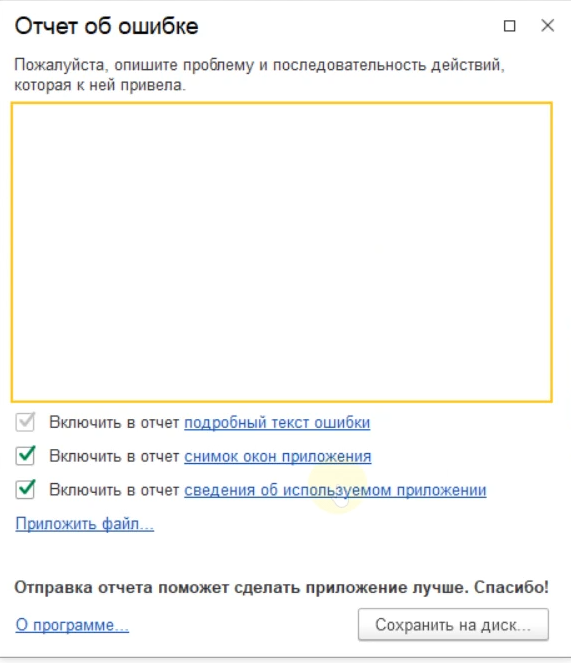 Отчет об ошибке
Пожалуйста, опишите проблему и последовательность действий,
которая к ней привела.
Включить в отчет подробный текст ошибки
Включить в отчет снимок окон приложения
Включить в отчет сведения об используемом приложении
Приложить файл...
Отправка отчета поможет сделать приложение лучше. Спасибо!
О программе...
Сохранить на диск...